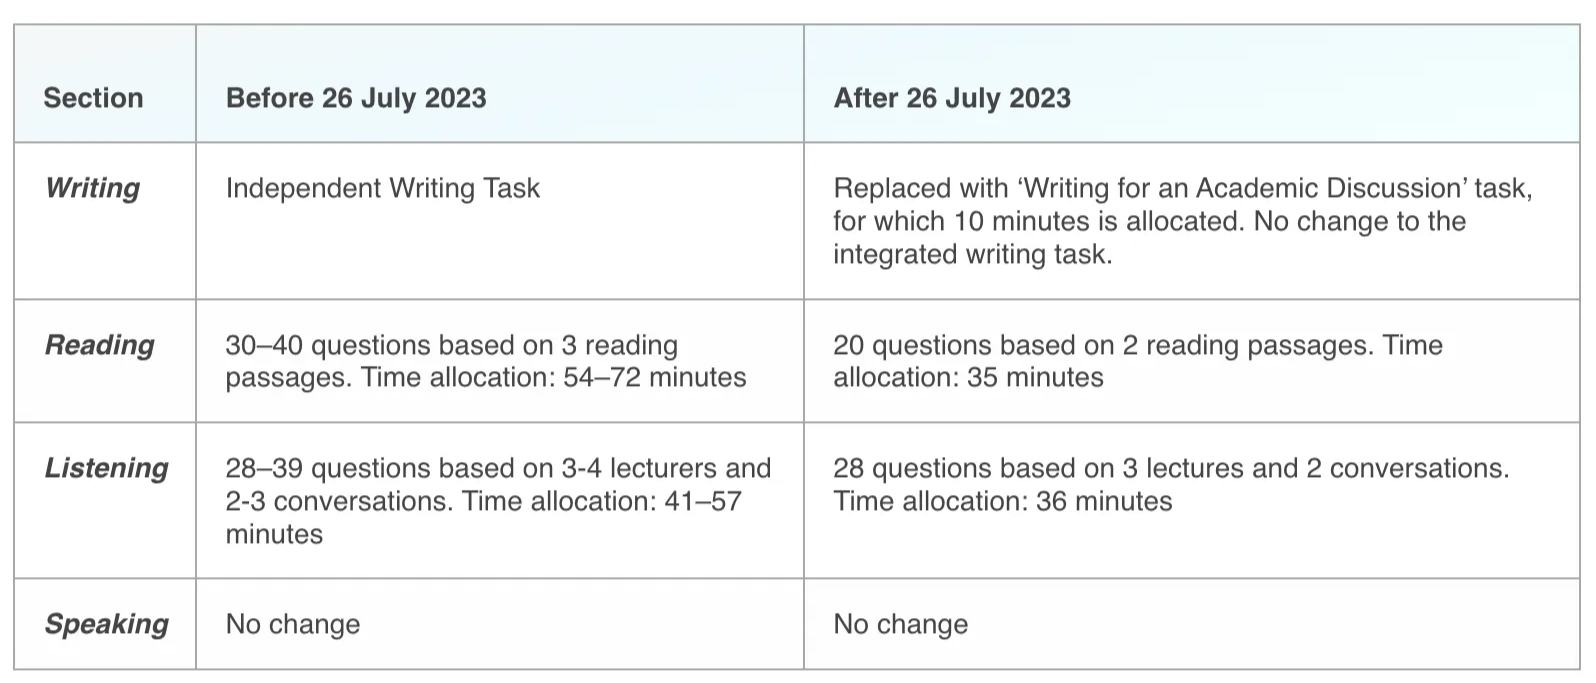 Section
Before 26 July 2023
After 26 July 2023
Writing
Independent Writing Task
Replaced with ‘Writing for an Academic Discussion’ task,
for which 10 minutes is allocated. No change to the
integrated writing task.
Reading
30–40 questions based on 3 reading
passages. Time allocation: 54–72 minutes
20 questions based on 2 reading passages. Time
allocation: 35 minutes
Listening
28–39 questions based on 3-4 lecturers and
2-3 conversations. Time allocation: 41–57
minutes
28 questions based on 3 lectures and 2 conversations.
Time allocation: 36 minutes
Speaking
No change
No change